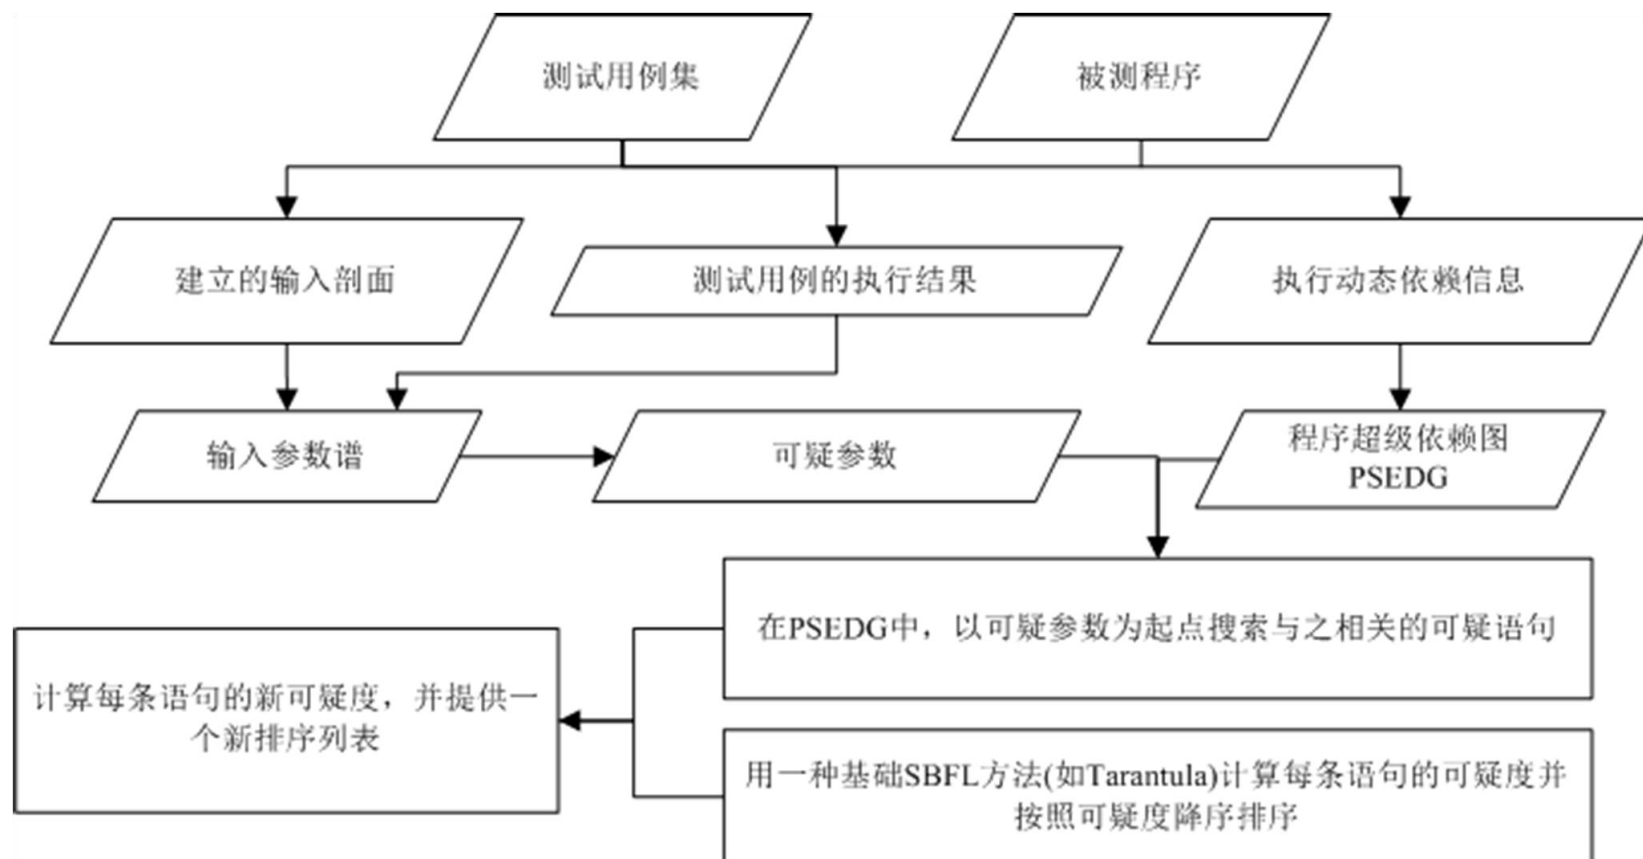 测试用例集
被测程序
建立的输入剖面
测试用例的执行结果
执行动态依赖信息
输入参数谱
可疑参数
程序超级依赖图
PSEDG
在PSEDG中，以可疑参数为起点搜索与之相关的可疑语句
计算每条语句的新可疑度，并提供一
个新排序列表
用一种基础SBFL方法(如Tarantula)计算每条语句的可疑度并
按照可疑度降序排序